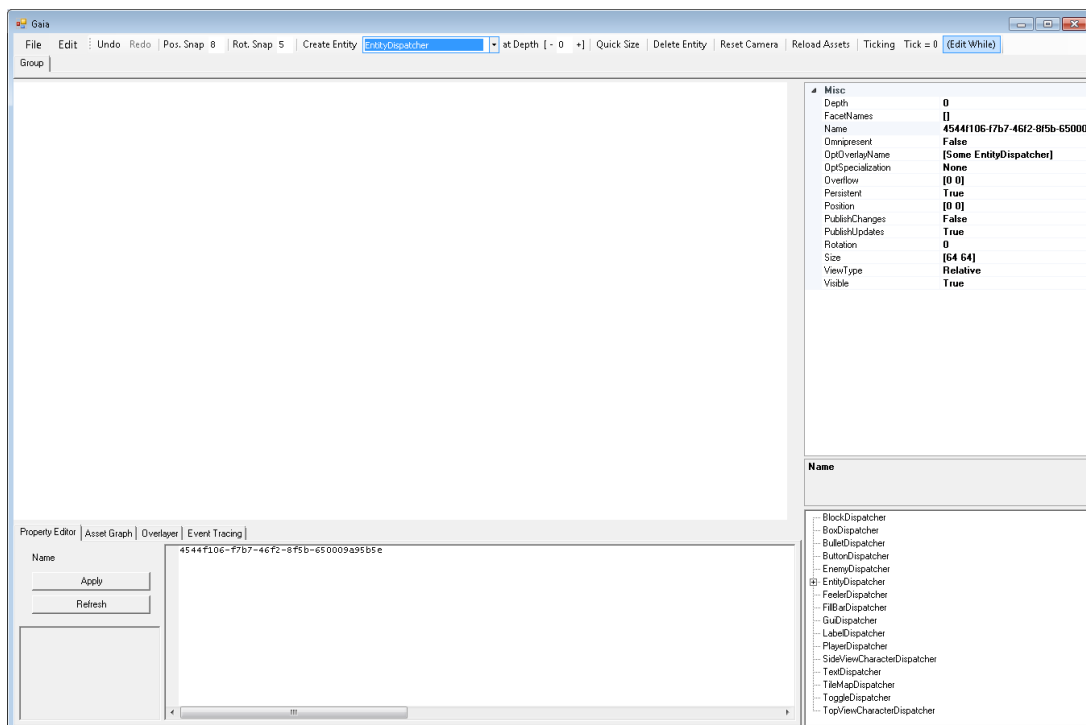 Gaia
File Edit Undo Redo Pos. Snap 8 Rot. Snap 5 Create Entity EntityDispatcher at Depth [ - 0 +] Quick Size Delete Entity Reset Camera Reload Assets Ticking Tick = 0 (Edit While)
Group
Misc
Depth 0
FacetNames []
Name 4544f106-f7b7-46f2-8f5b-65000
Omnipresent False
OptOverlayName [Some EntityDispatcher]
OptSpecialization None
Overflow [0 0]
Persistent True
Position [0 0]
PublishChanges False
PublishUpdates True
Rotation 0
Size [64 64]
ViewType Relative
Visible True
Name
Property Editor Asset Graph Overlayer Event Tracing
Name
Apply
Refresh
4544f106-f7b7-46f2-8f5b-650009a95b5e
BlockDispatcher
BoxDispatcher
BulletDispatcher
ButtonDispatcher
EnemyDispatcher
EntityDispatcher
FeelerDispatcher
FillBarDispatcher
GuiDispatcher
LabelDispatcher
PlayerDispatcher
SideViewCharacterDispatcher
TextDispatcher
TileMapDispatcher
ToggleDispatcher
TopViewCharacterDispatcher